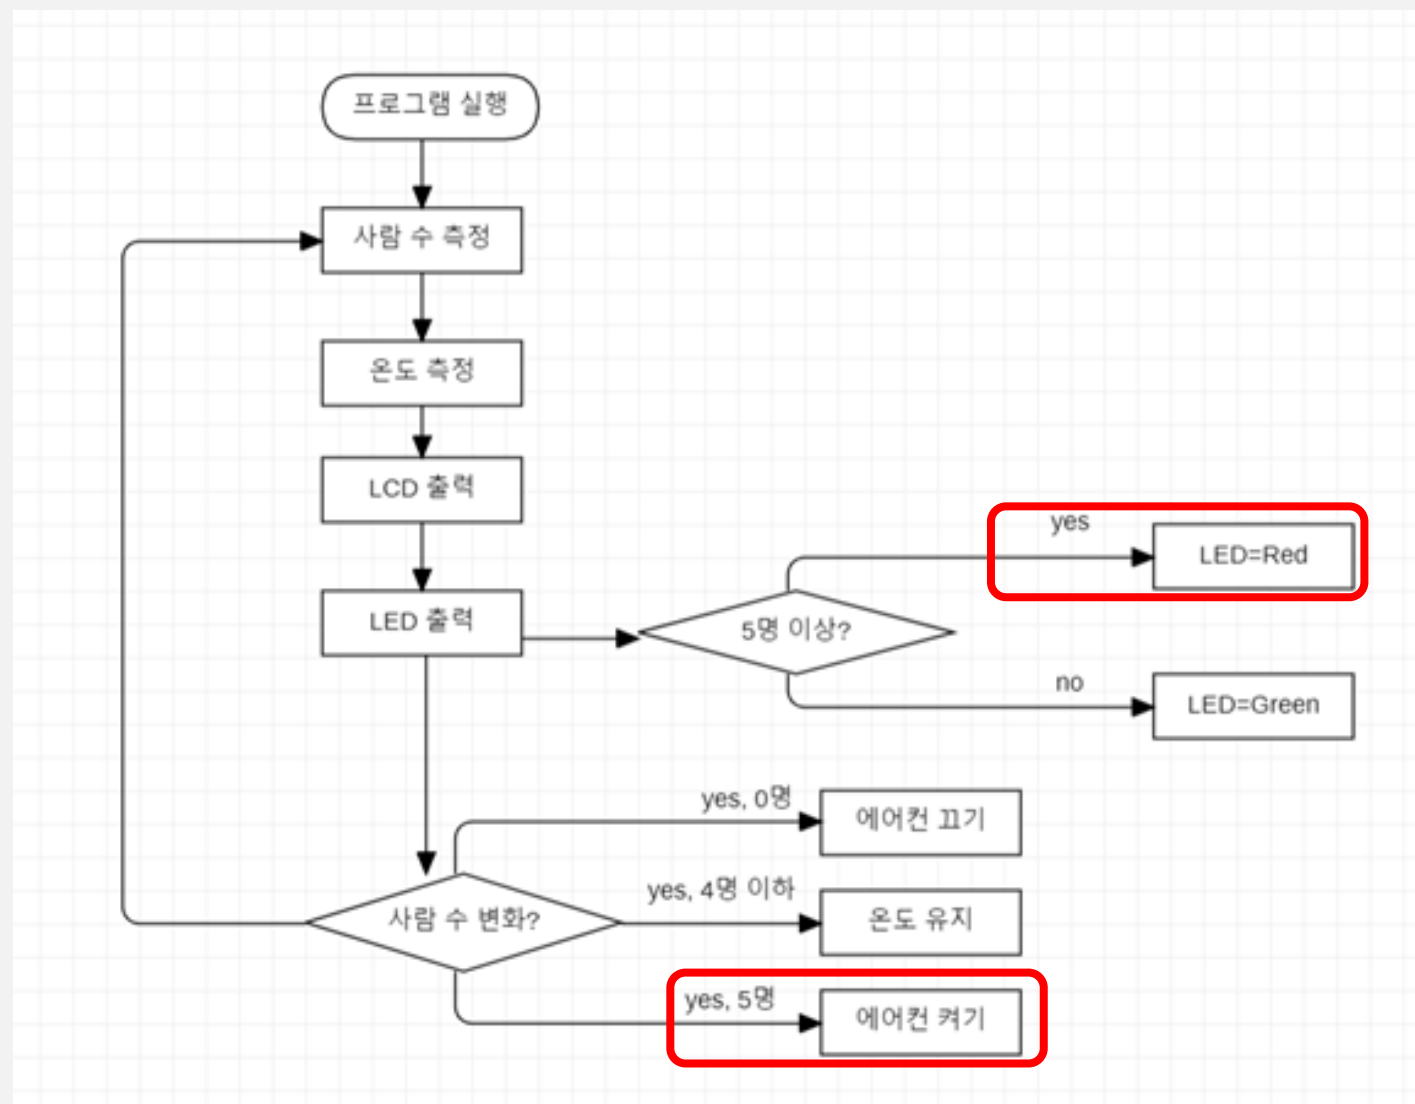 프로그램 실행
사람 수 측정
온도 측정
LCD 출력
LED 출력
5명 이상?
yes
LED=Red
no
LED=Green
사람 수 변화?
yes, 0명
에어컨 끄기
yes, 4명 이하
온도 유지
yes, 5명
에어컨 켜기